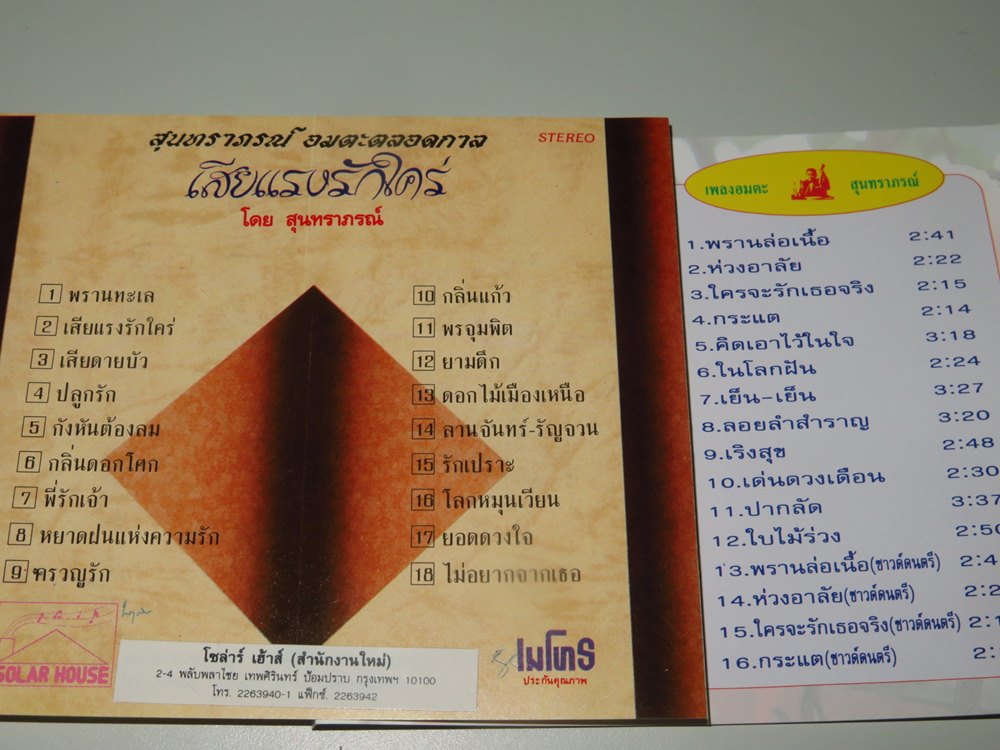 สุนทราภรณ์ อมตะตลอดกาล
STEREO
เสียแรงรักใคร่
โดย สุนทราภรณ์
1 พรานทะเล
2 เสียแรงรักใคร่
3 เสียดายบัว
4 ปลูกรัก
5 กังหันต้องลม
6 กลิ่นดอกโศก
7 พี่รักเจ้า
8 หยาดฝนแห่งความรัก
9 ครวญรัก
10 กลิ่นแก้ว
11 พรจุมพิต
12 ยามดึก
13 ดอกไม้เมืองเหนือ
14 ลานจันทร์-รัญจวน
15 รักเปราะ
16 โลกหมุนเวียน
17 ยอดดวงใจ
18 ไม่อยากจากเธอ
SOLAR HOUSE
โซล่าร์ เฮ้าส์ (สำนักงานใหม่)
2-4 พลับพลาไชย เทพศิรินทร์ ป้อมปราบ กรุงเทพฯ 10100
โทร. 2263940-1 แฟ็กซ์. 2263942
เมโทร
ประกันคุณภาพ
เพลงอมตะ สุนทราภรณ์
1.พรานล่อเนื้อ 2:41
2.ห่วงอาลัย 2:22
3.ใครจะรักเธอจริง 2:15
4.กระแต 2:14
5.คิดเอาไว้ในใจ 3:18
6.ในโลกฝัน 2:24
7.เย็น-เย็น 3:27
8.ลอยลำสำราญ 3:20
9.เริงสุข 2:48
10.เด่นดวงเดือน 2:30
11.ปากลัด 3:37
12.ใบไม้ร่วง 2:50
13.พรานล่อเนื้อ(ซาวด์ดนตรี) 2:4
14.ห่วงอาลัย(ซาวด์ดนตรี) 2:2
15.ใครจะรักเธอจริง(ซาวด์ดนตรี) 2:1
16.กระแต(ซาวด์ดนตรี) 2: